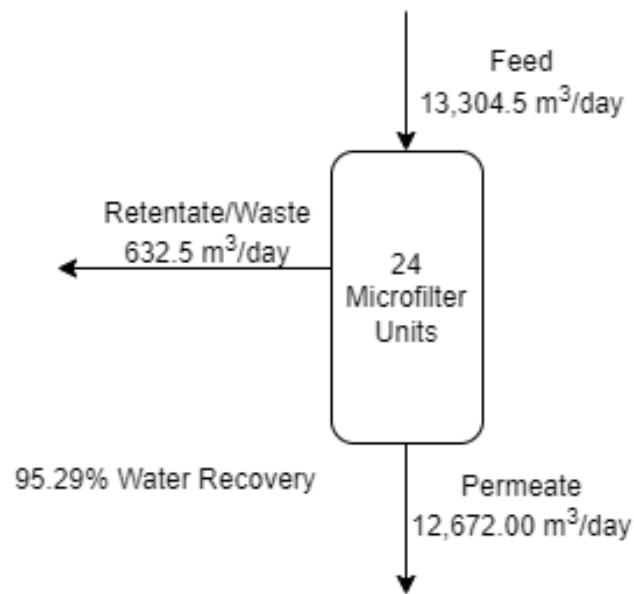 Feed
13,304.5 m³/day
Retentate/Waste
632.5 m³/day
24
Microfilter
Units
95.29% Water Recovery
Permeate
12,672.00 m³/day